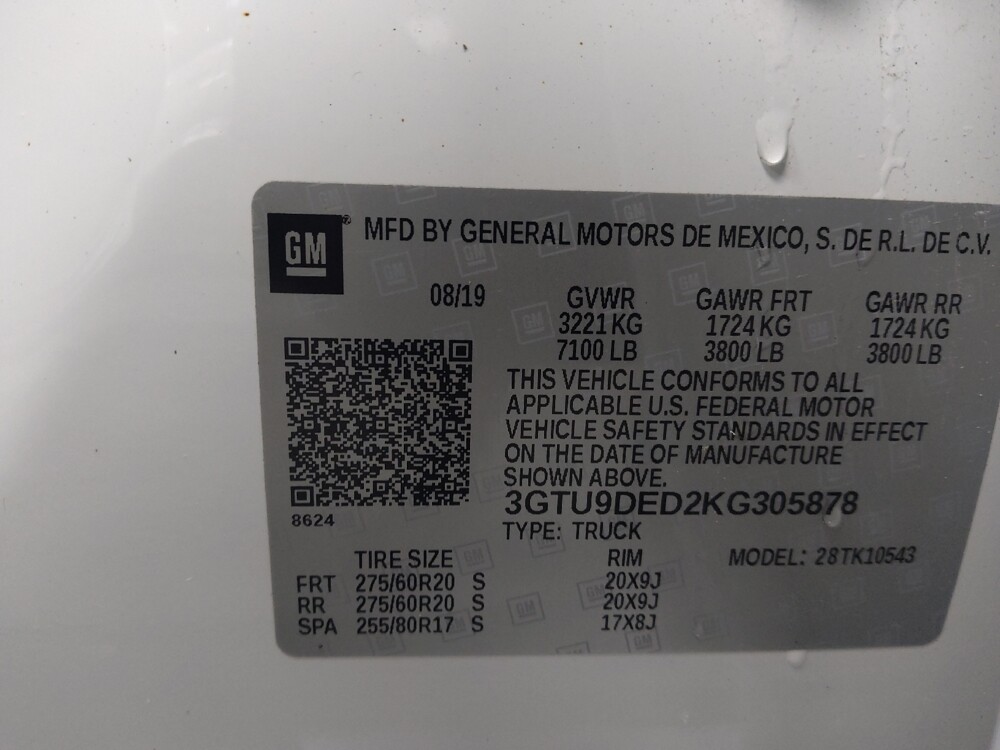 GM ® MFD BY GENERAL MOTORS DE MEXICO, S. DE R.L. DE C.V.
08/19 GVWR GAWR FRT GAWR RR
3221 KG 1724 KG 1724 KG
7100 LB 3800 LB 3800 LB
THIS VEHICLE CONFORMS TO ALL
APPLICABLE U.S. FEDERAL MOTOR
VEHICLE SAFETY STANDARDS IN EFFECT
ON THE DATE OF MANUFACTURE
SHOWN ABOVE.
3GTU9DED2KG305878
8624
TYPE: TRUCK
TIRE SIZE RIM MODEL: 28TK10543
FRT 275/60R20 S 20X9J
RR 275/60R20 S 20X9J
SPA 255/80R17 S 17X8J